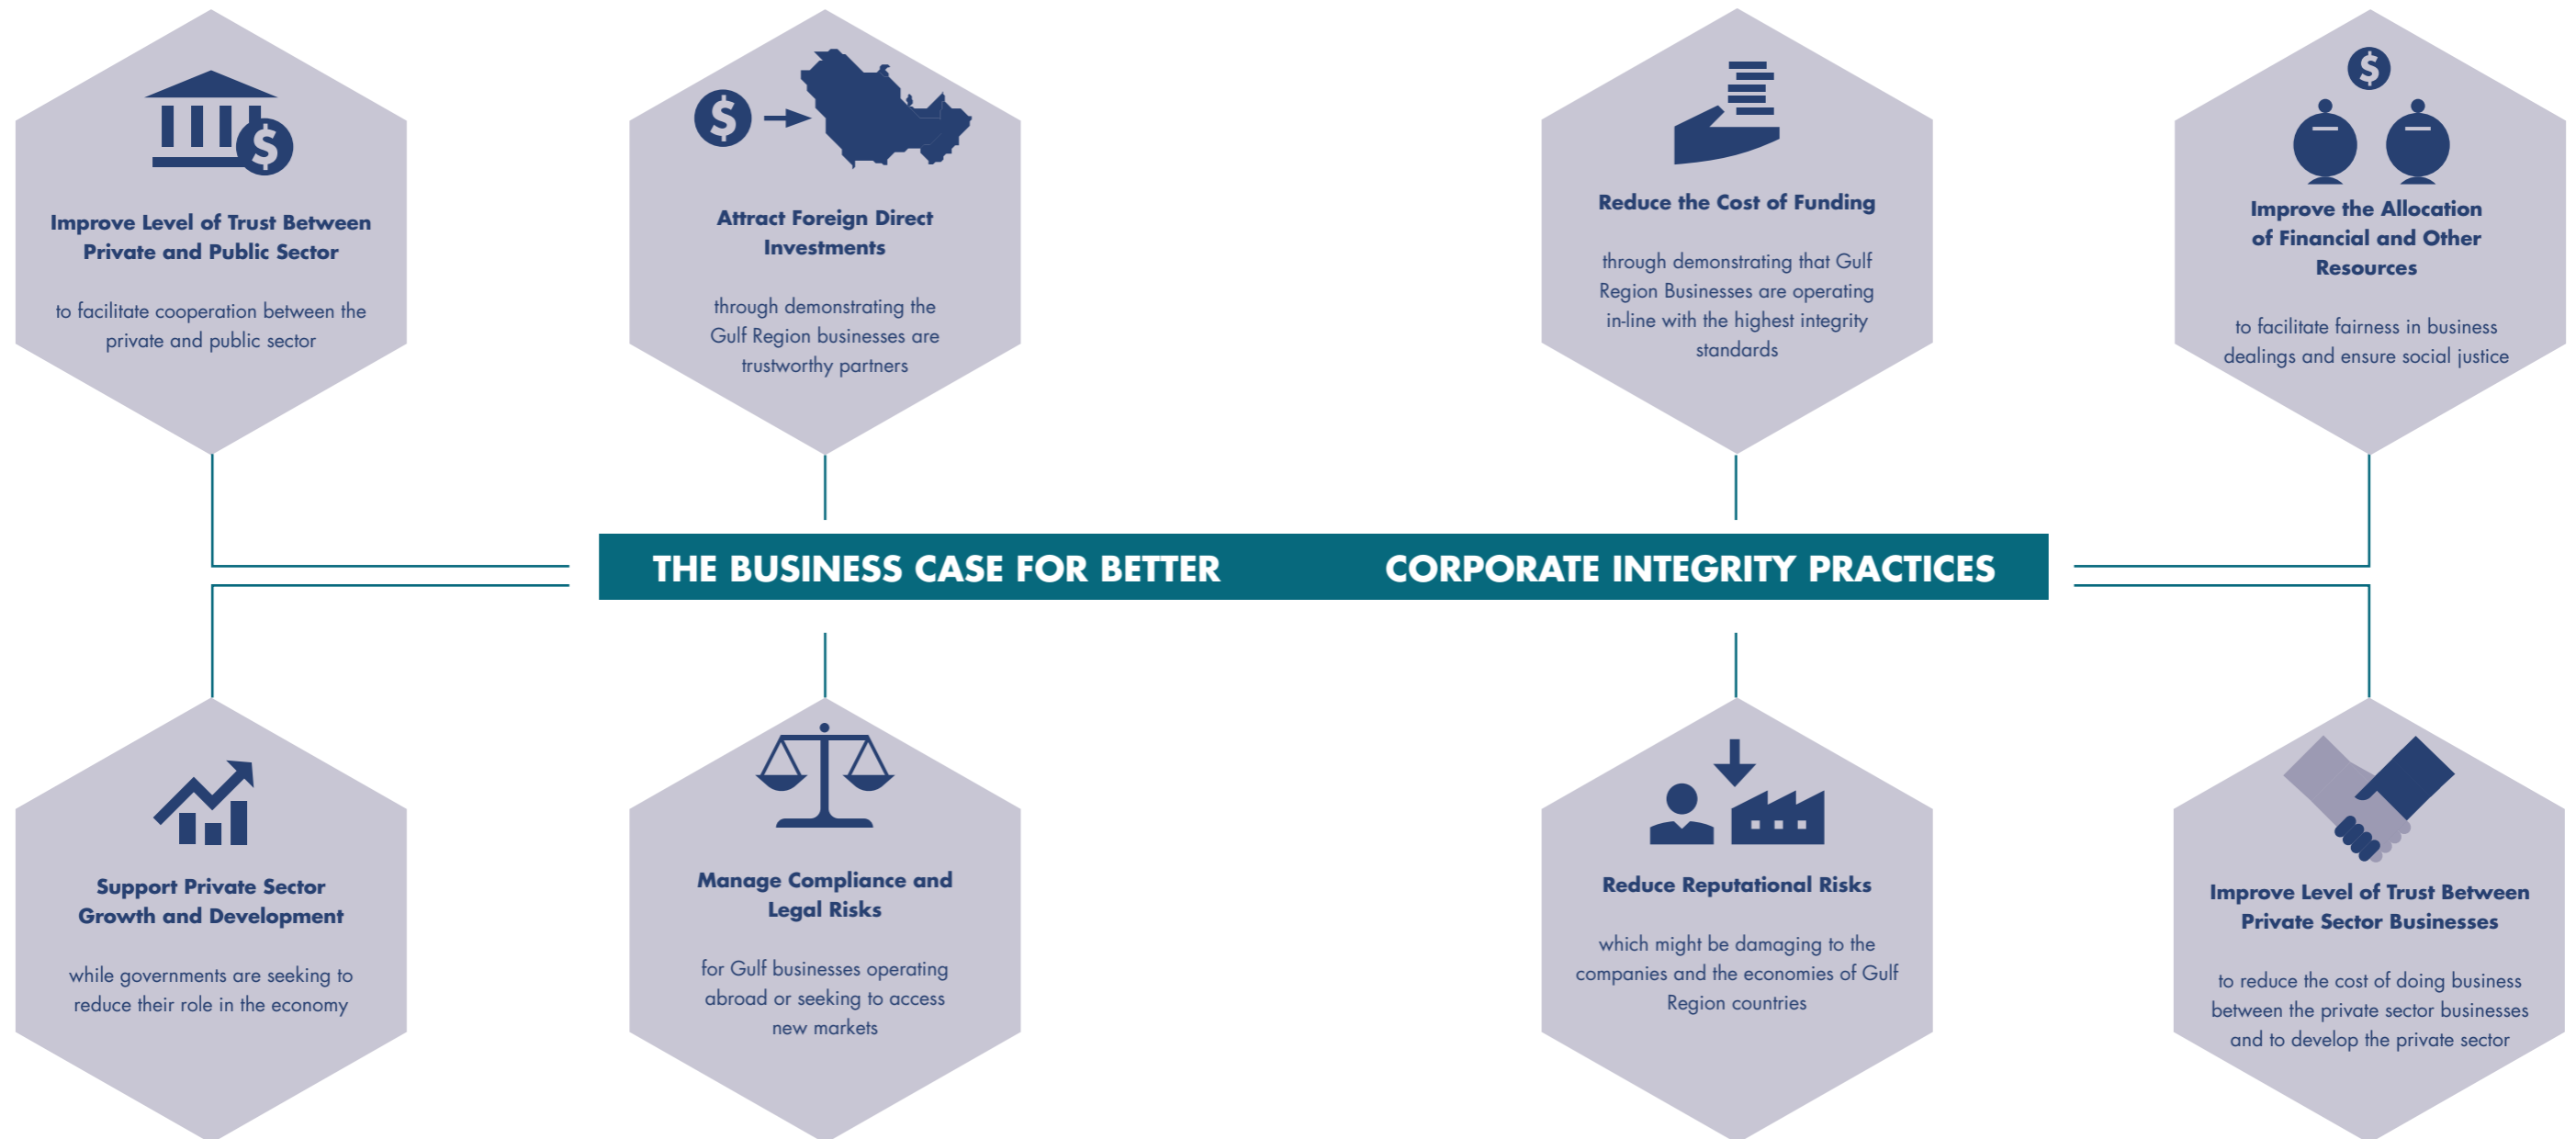 Improve Level of Trust Between
Private and Public Sector
to facilitate cooperation between the
private and public sector
Attract Foreign Direct
Investments
through demonstrating the
Gulf Region businesses are
trustworthy partners
Reduce the Cost of Funding
through demonstrating that Gulf
Region Businesses are operating
in-line with the highest integrity
standards
Improve the Allocation
of Financial and Other
Resources
to facilitate fairness in business
dealings and ensure social justice
THE BUSINESS CASE FOR BETTER CORPORATE INTEGRITY PRACTICES
Support Private Sector
Growth and Development
while governments are seeking to
reduce their role in the economy
Manage Compliance and
Legal Risks
for Gulf businesses operating
abroad or seeking to access
new markets
Reduce Reputational Risks
which might be damaging to the
companies and the economies of Gulf
Region countries
Improve Level of Trust Between
Private Sector Businesses
to reduce the cost of doing business
between the private sector businesses
and to develop the private sector